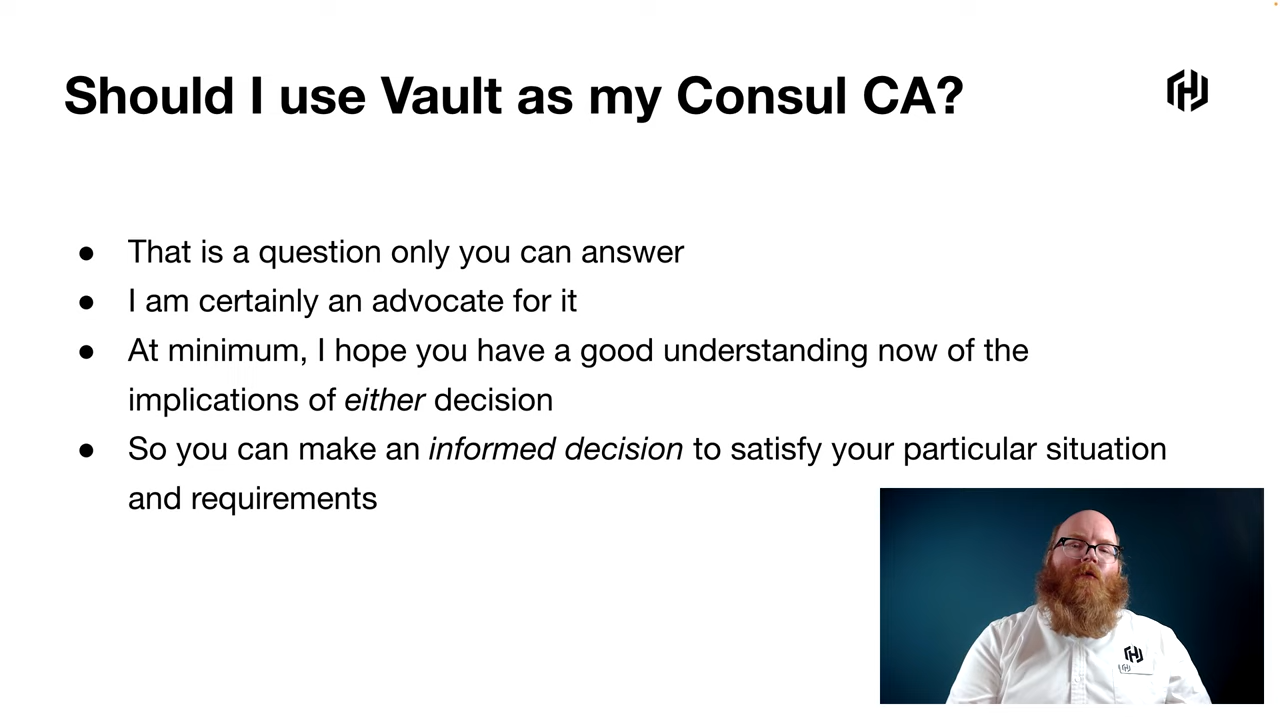 Should I use Vault as my Consul CA?
● That is a question only you can answer
● I am certainly an advocate for it
● At minimum, I hope you have a good understanding now of the
implications of either decision
● So you can make an informed decision to satisfy your particular situation
and requirements